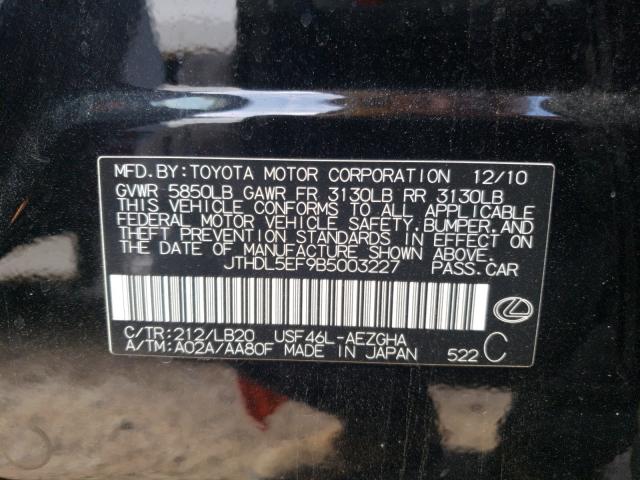 MFD.BY:TOYOTA MOTOR CORPORATION 12/10
GVWR 5850LB GAWR FR 3130LB RR 3130LB
THIS VEHICLE CONFORMS TO ALL APPLICABLE
FEDERAL MOTOR VEHICLE SAFETY,BUMPER,AND
THEFT PREVENTION STANDARDS IN EFFECT ON
THE DATE OF MANUFACTURE SHOWN ABOVE.
JTHDL5EF9B5003227 PASS.CAR
C/TR:212/LB20 USF46L-AEZGHA
A/TM:A02A/AA80F MADE IN JAPAN 522 C